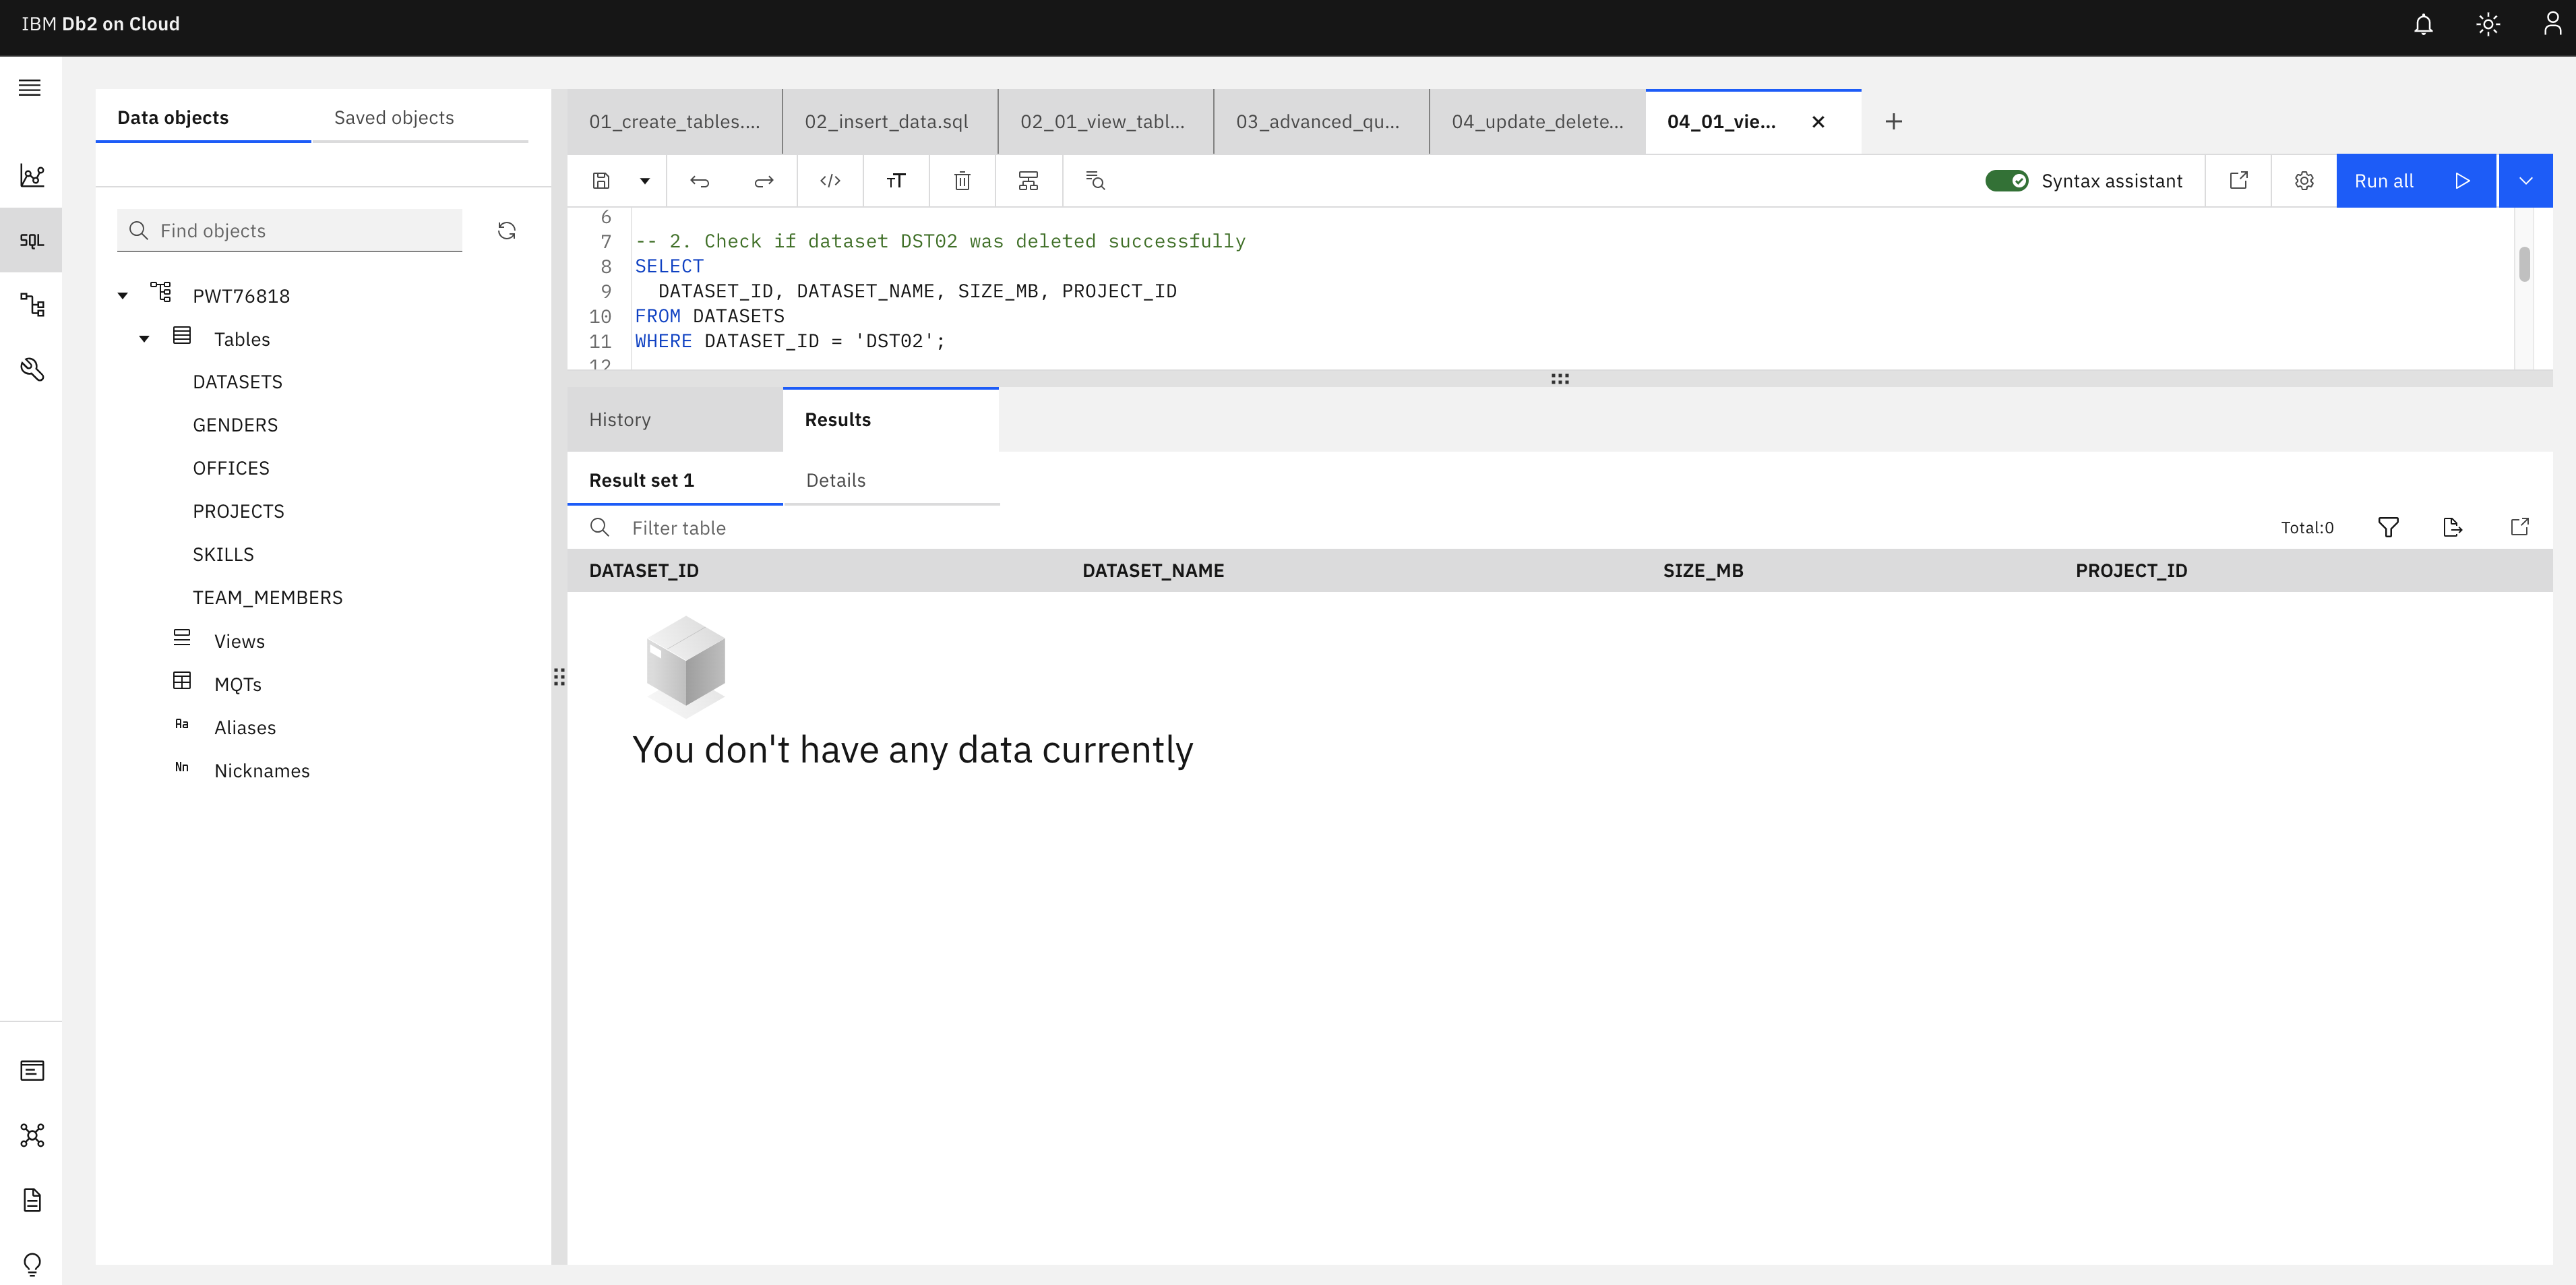 IBM Db2 on Cloud
SQL
Data objects
Saved objects
Find objects
PWT76818
Tables
DATASETS
GENDERS
OFFICES
PROJECTS
SKILLS
TEAM_MEMBERS
Views
MQTs
Aa Aliases
Nn Nicknames
01_create_tables....
02_insert_data.sql
02_01_view_tabl...
03_advanced_qu...
04_update_delete...
04_01_vie...
Syntax assistant
Run all
6
7 -- 2. Check if dataset DST02 was deleted successfully
8 SELECT
9 DATASET_ID, DATASET_NAME, SIZE_MB, PROJECT_ID
10 FROM DATASETS
11 WHERE DATASET_ID = 'DST02';
12
History
Results
Result set 1
Details
Filter table
Total:0
DATASET_ID DATASET_NAME SIZE_MB PROJECT_ID
You don't have any data currently